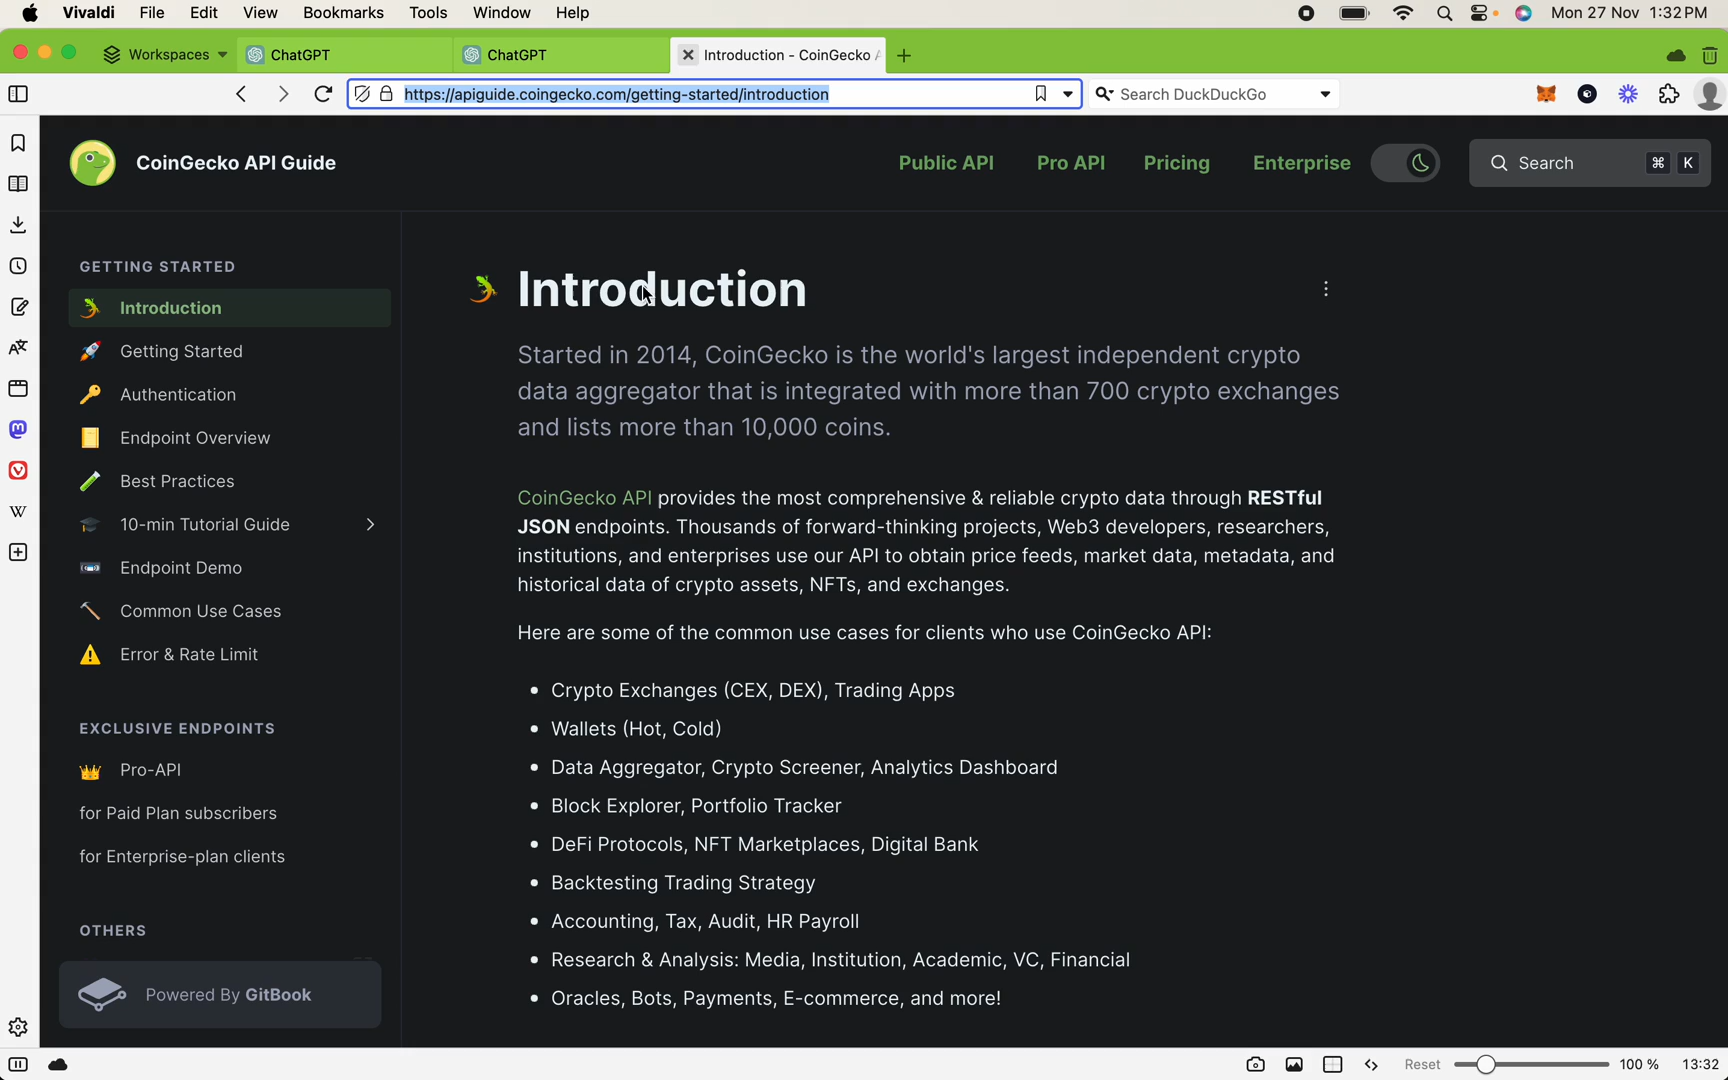 Vivaldi File Edit View Bookmarks Tools Window Help Mon 27 Nov 1:32 PM
Workspaces ChatGPT ChatGPT Introduction - CoinGecko A
https://apiguide.coingecko.com/getting-started/introduction Search DuckDuckGo
CoinGecko API Guide Public API Pro API Pricing Enterprise Search ⌘ K
GETTING STARTED
Introduction
Getting Started
Authentication
Endpoint Overview
Best Practices
10-min Tutorial Guide
Endpoint Demo
Common Use Cases
Error & Rate Limit
EXCLUSIVE ENDPOINTS
Pro-API
for Paid Plan subscribers
for Enterprise-plan clients
OTHERS
Powered By GitBook
Introduction
Started in 2014, CoinGecko is the world's largest independent crypto
data aggregator that is integrated with more than 700 crypto exchanges
and lists more than 10,000 coins.
CoinGecko API provides the most comprehensive & reliable crypto data through RESTful
JSON endpoints. Thousands of forward-thinking projects, Web3 developers, researchers,
institutions, and enterprises use our API to obtain price feeds, market data, metadata, and
historical data of crypto assets, NFTs, and exchanges.
Here are some of the common use cases for clients who use CoinGecko API:
• Crypto Exchanges (CEX, DEX), Trading Apps
• Wallets (Hot, Cold)
• Data Aggregator, Crypto Screener, Analytics Dashboard
• Block Explorer, Portfolio Tracker
• DeFi Protocols, NFT Marketplaces, Digital Bank
• Backtesting Trading Strategy
• Accounting, Tax, Audit, HR Payroll
• Research & Analysis: Media, Institution, Academic, VC, Financial
• Oracles, Bots, Payments, E-commerce, and more!
Reset 100 % 13:32